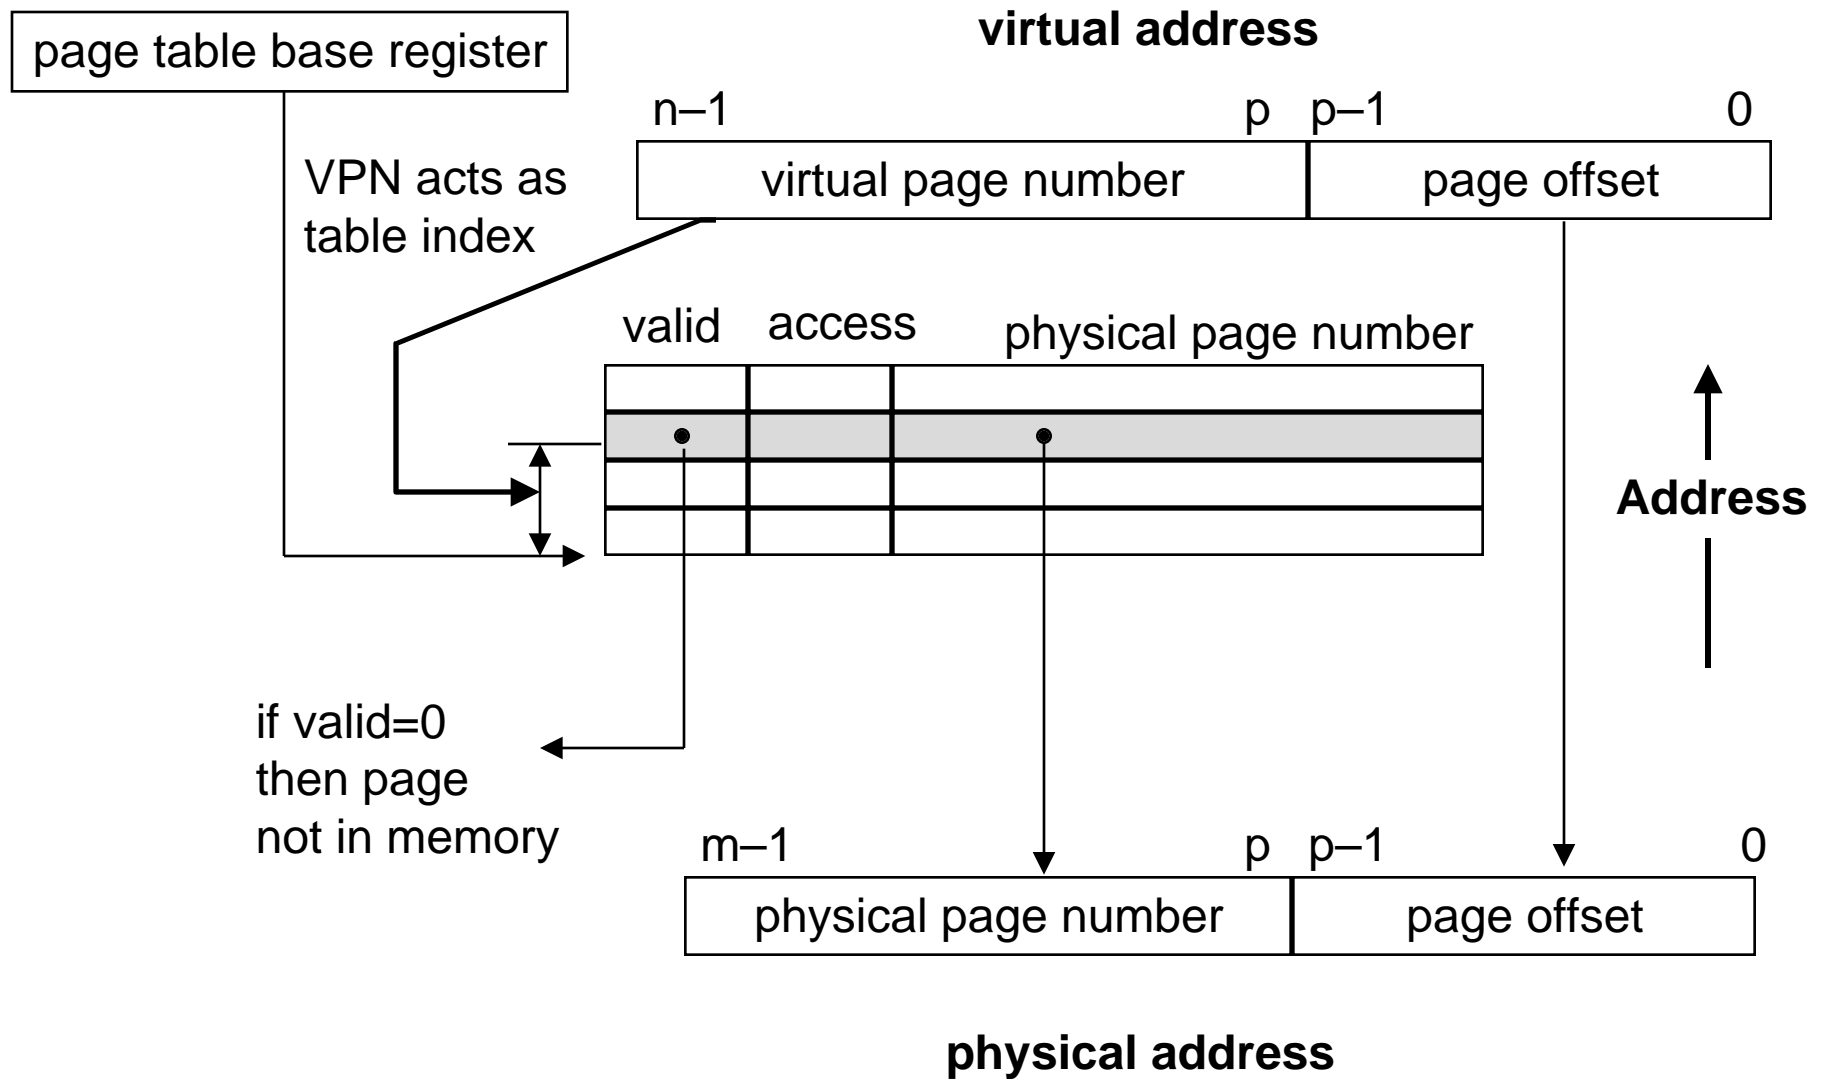 page table base register
virtual address
n–1 p p–1 0
virtual page number page offset
VPN acts as
table index
valid access physical page number
Address
if valid=0
then page
not in memory
m–1 p p–1 0
physical page number page offset
physical address